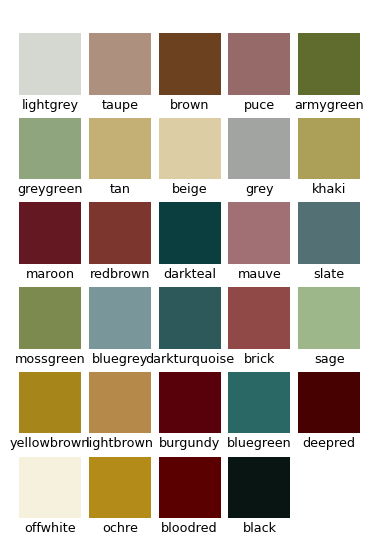 lightgrey taupe brown puce armygreen
greygreen tan beige grey khaki
maroon redbrown darkteal mauve slate
mossgreen bluegrey darkturquoise brick sage
yellowbrown lightbrown burgundy bluegreen deepred
offwhite ochre bloodred black